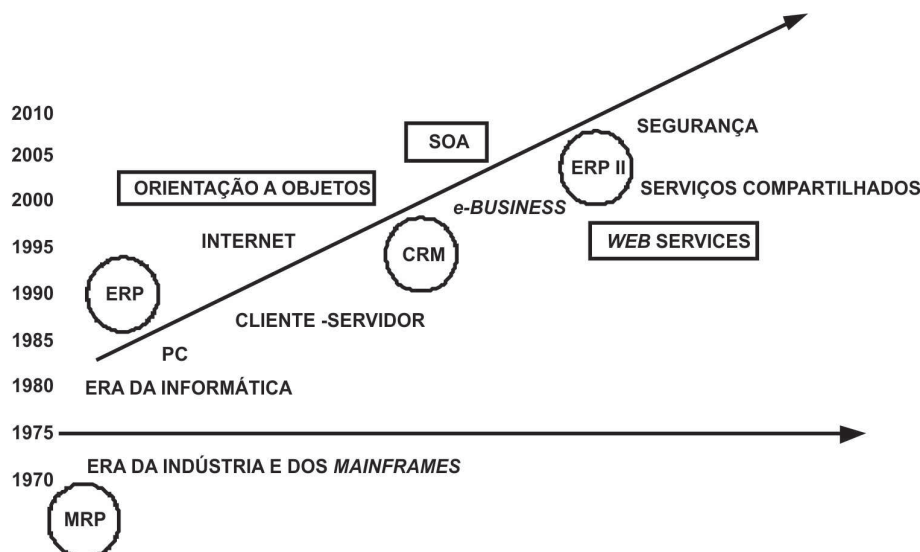 2010
SEGURANÇA
SOA
2005
ERP II
ORIENTAÇÃO A OBJETOS
SERVIÇOS COMPARTILHADOS
2000
e-BUSINESS
INTERNET
WEB SERVICES
1995
CRM
1990
ERP
CLIENTE -SERVIDOR
1985
PC
1980
ERA DA INFORMÁTICA
1975
ERA DA INDÚSTRIA E DOS MAINFRAMES
1970
MRP